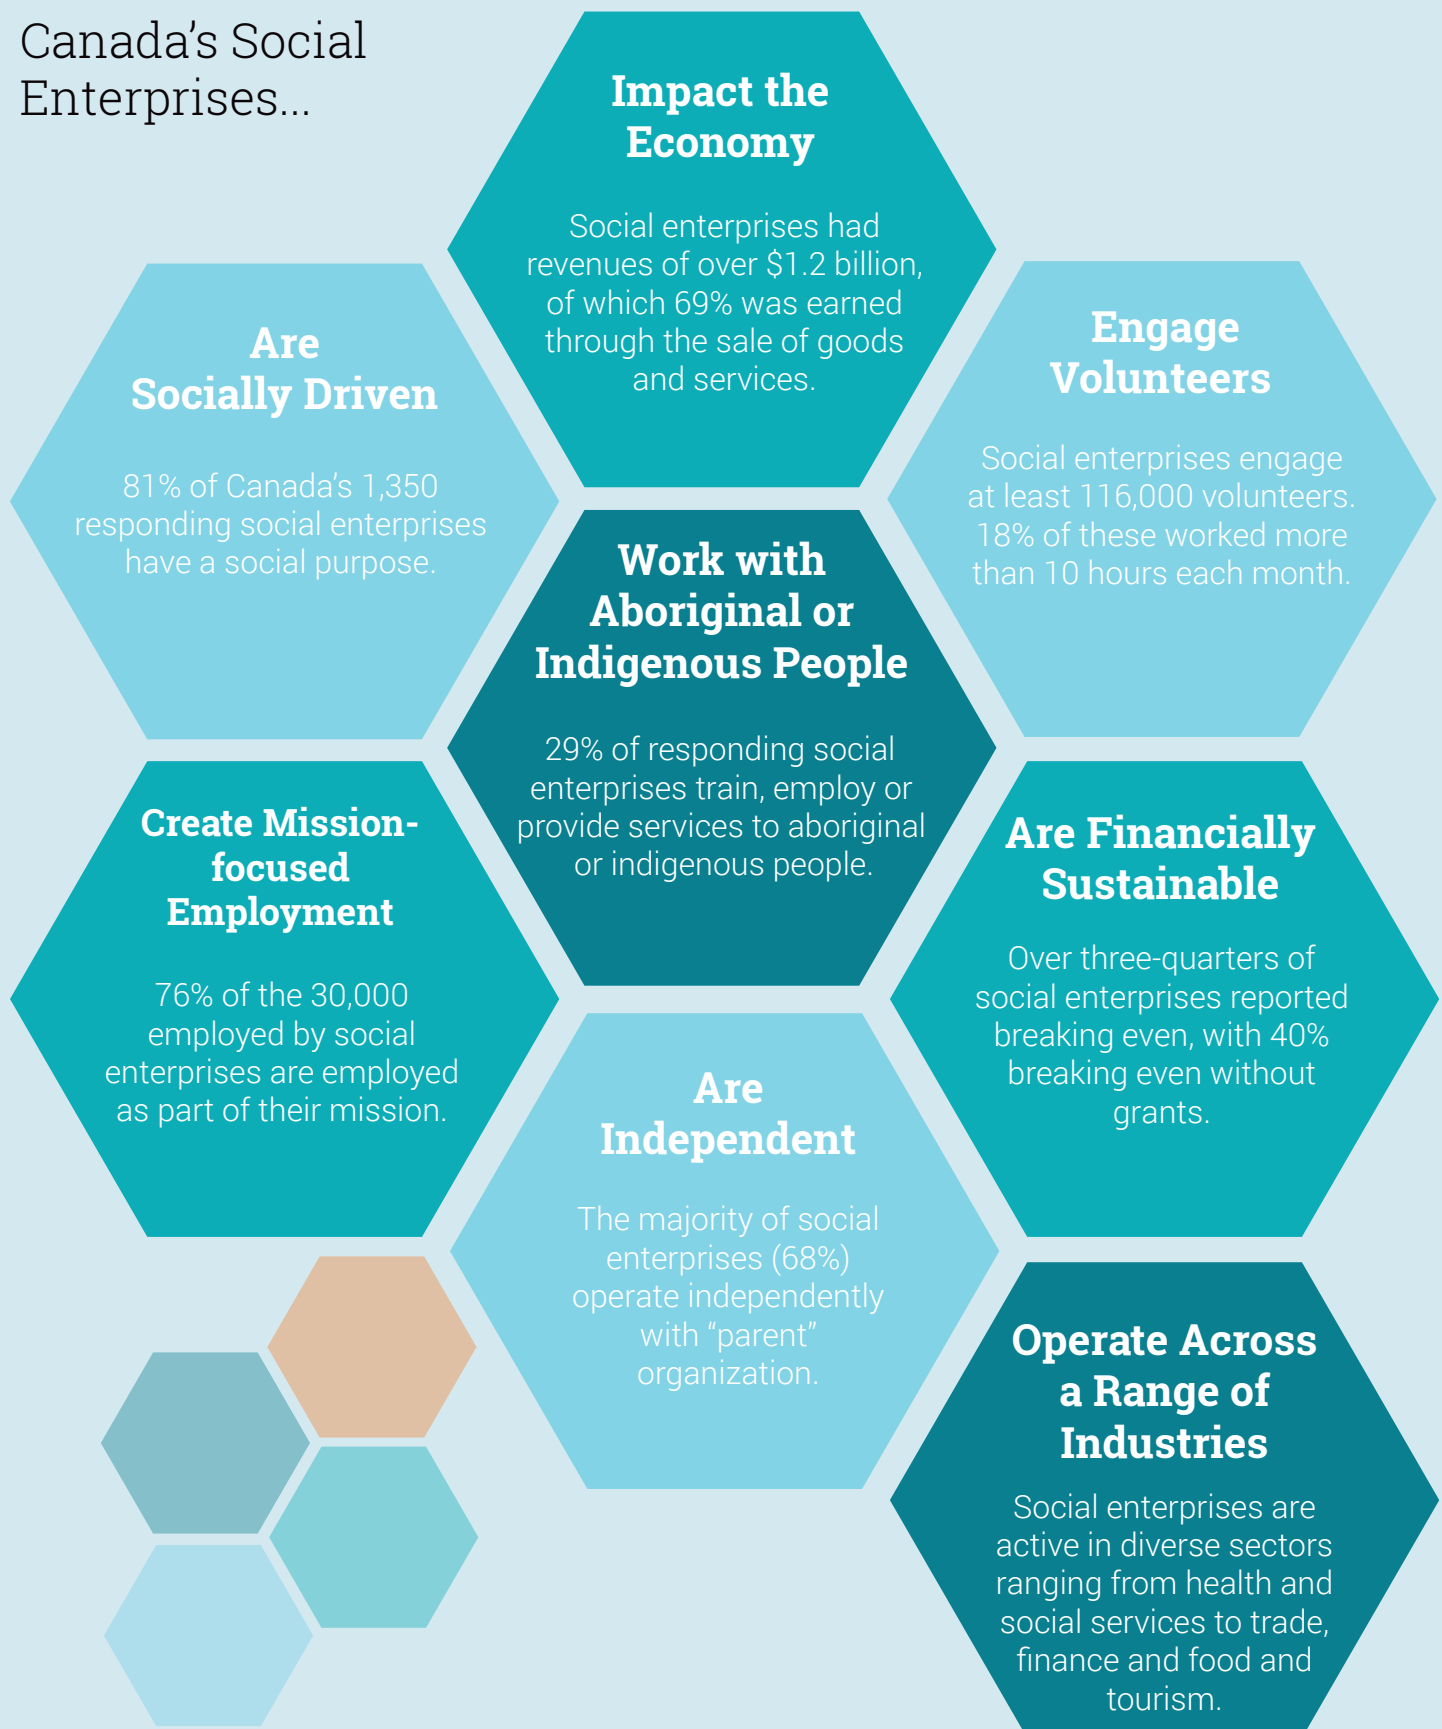 Canada's Social
Enterprises...
Impact the
Economy
Social enterprises had
revenues of over $1.2 billion,
of which 69% was earned
through the sale of goods
and services.
Are
Socially Driven
81% of Canada's 1,350
responding social enterprises
have a social purpose.
Engage
Volunteers
Social enterprises engage
at least 116,000 volunteers.
18% of these worked more
than 10 hours each month.
Work with
Aboriginal or
Indigenous People
29% of responding social
enterprises train, employ or
provide services to aboriginal
or indigenous people.
Create Mission-
focused
Employment
76% of the 30,000
employed by social
enterprises are employed
as part of their mission.
Are Financially
Sustainable
Over three-quarters of
social enterprises reported
breaking even, with 40%
breaking even without
grants.
Are
Independent
The majority of social
enterprises (68%)
operate independently
with “parent”
organization.
Operate Across
a Range of
Industries
Social enterprises are
active in diverse sectors
ranging from health and
social services to trade,
finance and food and
tourism.